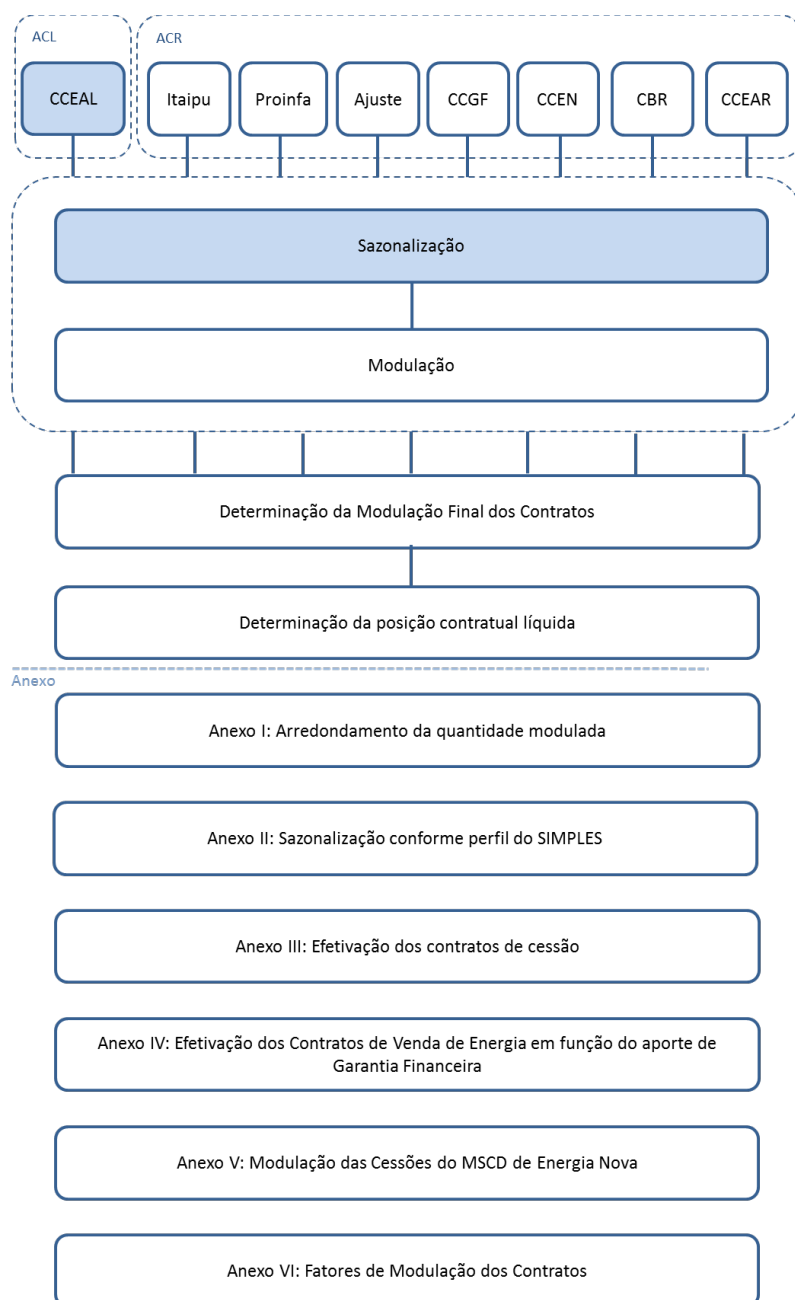 ACL
ACR
CCEAL
Itaipu
Proinfa
Ajuste
CCGF
CCEN
CBR
CCEAR
Sazonalização
Modulação
Determinação da Modulação Final dos Contratos
Determinação da posição contratual líquida
Anexo
Anexo I: Arredondamento da quantidade modulada
Anexo II: Sazonalização conforme perfil do SIMPLES
Anexo III: Efetivação dos contratos de cessão
Anexo IV: Efetivação dos Contratos de Venda de Energia em função do aporte de
Garantia Financeira
Anexo V: Modulação das Cessões do MSCD de Energia Nova
Anexo VI: Fatores de Modulação dos Contratos